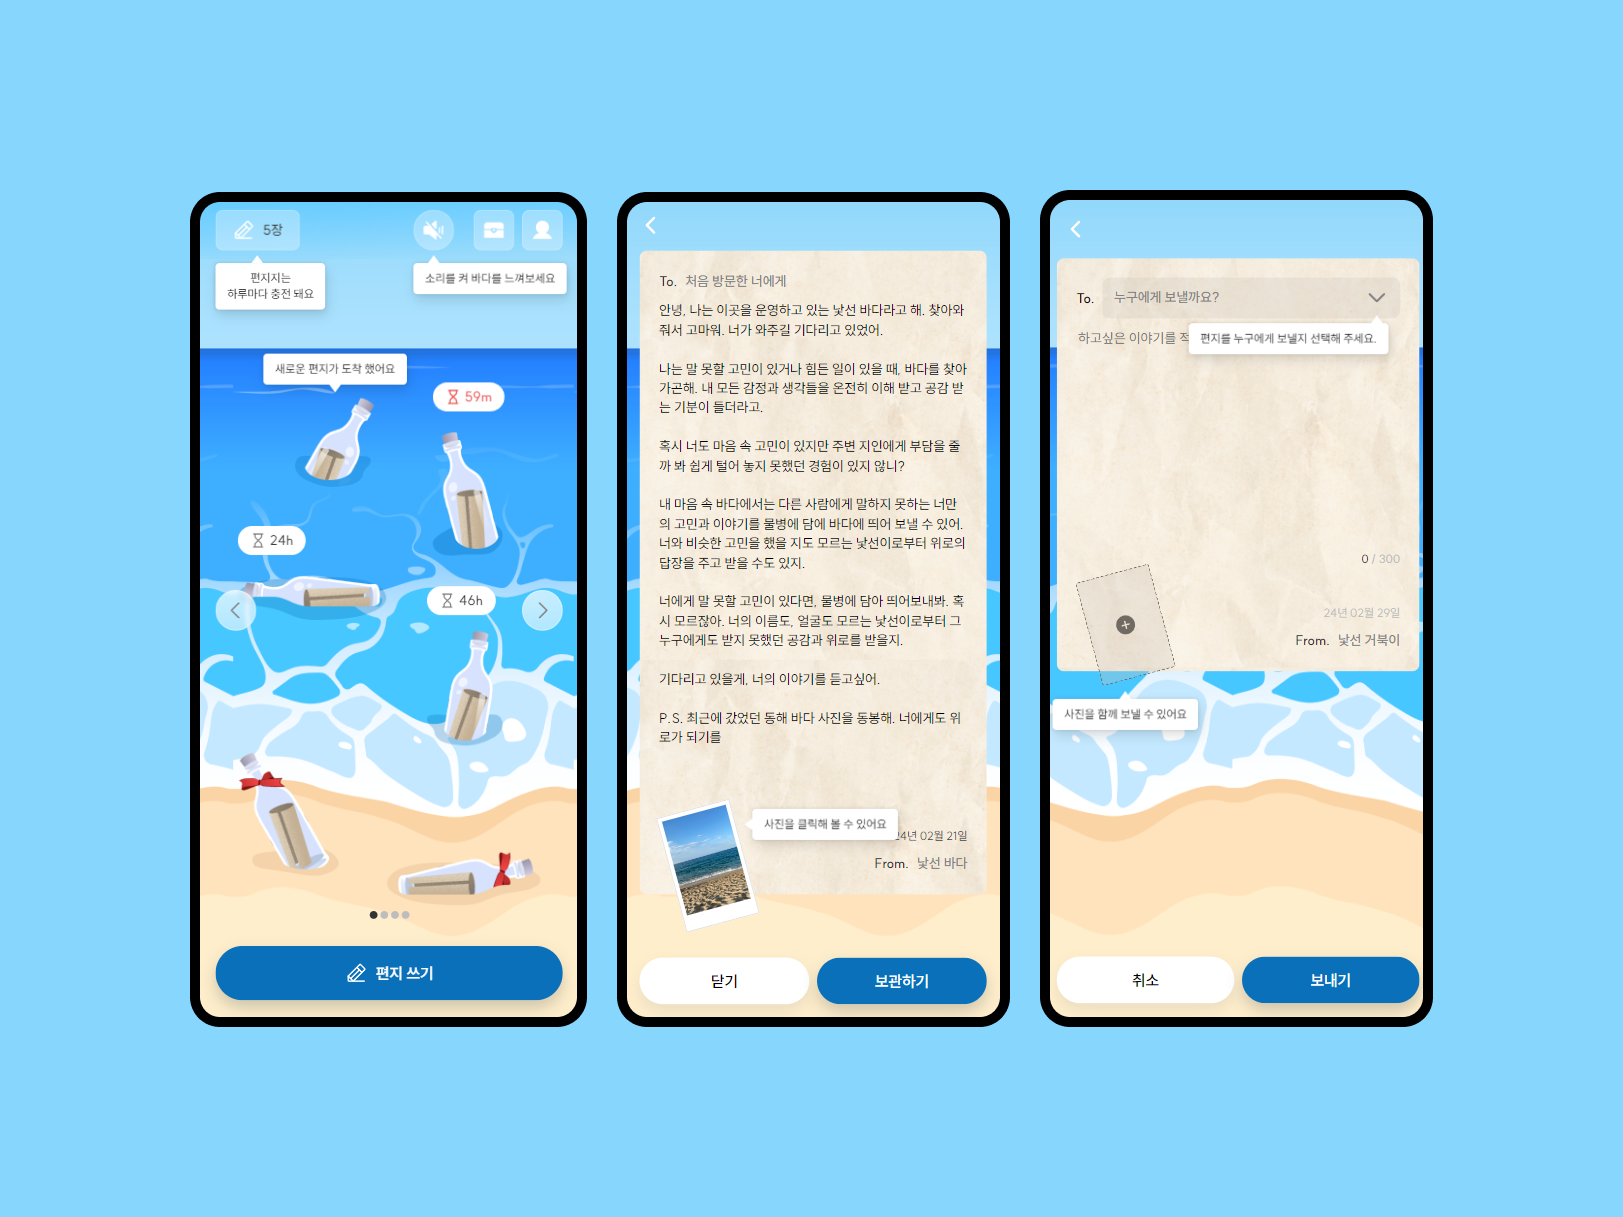 5장
편지지는
하루마다 충전 돼요
소리를 켜 바다를 느껴보세요
새로운 편지가 도착 했어요
59m
24h
46h
편지 쓰기
To. 처음 방문한 너에게
안녕, 나는 이곳을 운영하고 있는 낯선 바다라고 해. 찾아와
줘서 고마워. 너가 와주길 기다리고 있었어.
나는 말 못할 고민이 있거나 힘든 일이 있을 때, 바다를 찾아
가곤해. 내 모든 감정과 생각들을 온전히 이해 받고 공감 받
는 기분이 들더라고.
혹시 너도 마음 속 고민이 있지만 주변 지인에게 부담을 줄
까 봐 쉽게 털어 놓지 못했던 경험이 있지 않니?
내 마음 속 바다에서는 다른 사람에게 말하지 못하는 너만
의 고민과 이야기를 물병에 담에 바다에 띄어 보낼 수 있어.
너와 비슷한 고민을 했을 지도 모르는 낯선이로부터 위로의
답장을 주고 받을 수도 있지.
너에게 말 못할 고민이 있다면, 물병에 담아 띄어보내봐. 혹
시 모르잖아. 너의 이름도, 얼굴도 모르는 낯선이로부터 그
누구에게도 받지 못했던 공감과 위로를 받을지.
기다리고 있을게, 너의 이야기를 듣고싶어.
P.S. 최근에 갔었던 동해 바다 사진을 동봉해. 너에게도 위
로가 되기를
사진을 클릭해 볼 수 있어요
24년 02월 21일
From. 낯선 바다
닫기
보관하기
To. 누구에게 보낼까요?
하고싶은 이야기를 적
편지를 누구에게 보낼지 선택해 주세요.
0 / 300
24년 02월 29일
From. 낯선 거북이
사진을 함께 보낼 수 있어요
취소
보내기